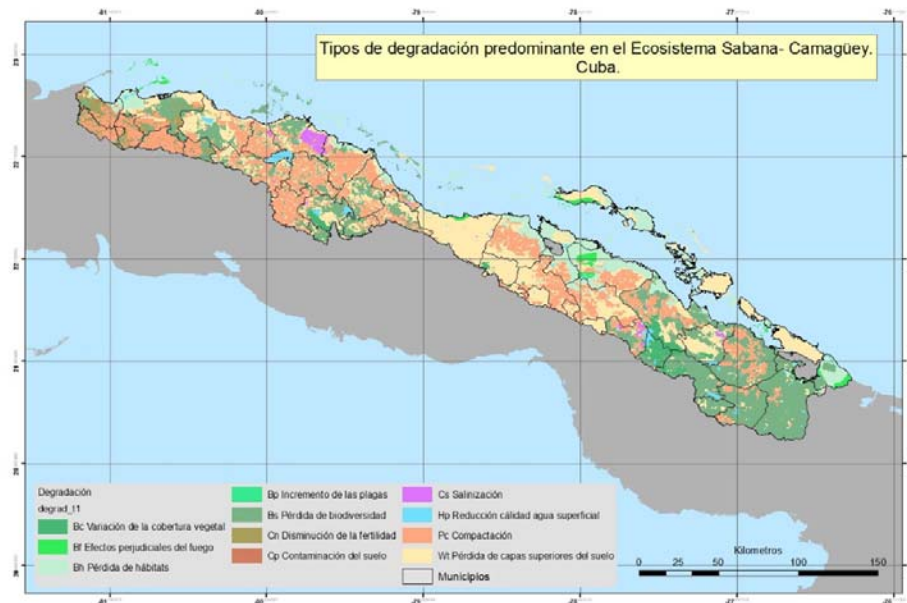 Tipos de degradación predominante en el Ecosistema Sabana- Camagüey.
Cuba.
Degradación
degrad_t1
Bc Variación de la cobertura vegetal
Bf Efectos perjudiciales del fuego
Bh Pérdida de hábitats
Bp Incremento de las plagas
Bs Pérdida de biodiversidad
Cn Disminución de la fertilidad
Cp Contaminación del suelo
Cs Salinización
Hp Reducción cálidad agua superficial
Pc Compactación
Wt Pérdida de capas superiores del suelo
Municipios
Kilometros
0 25 50 100 150